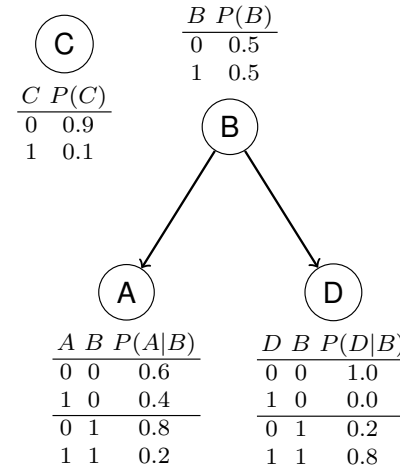 C
C P(C)
0 0.9
1 0.1
B P(B)
0 0.5
1 0.5
B
A
A B P(A|B)
0 0 0.6
1 0 0.4
0 1 0.8
1 1 0.2
D
D B P(D|B)
0 0 1.0
1 0 0.0
0 1 0.2
1 1 0.8